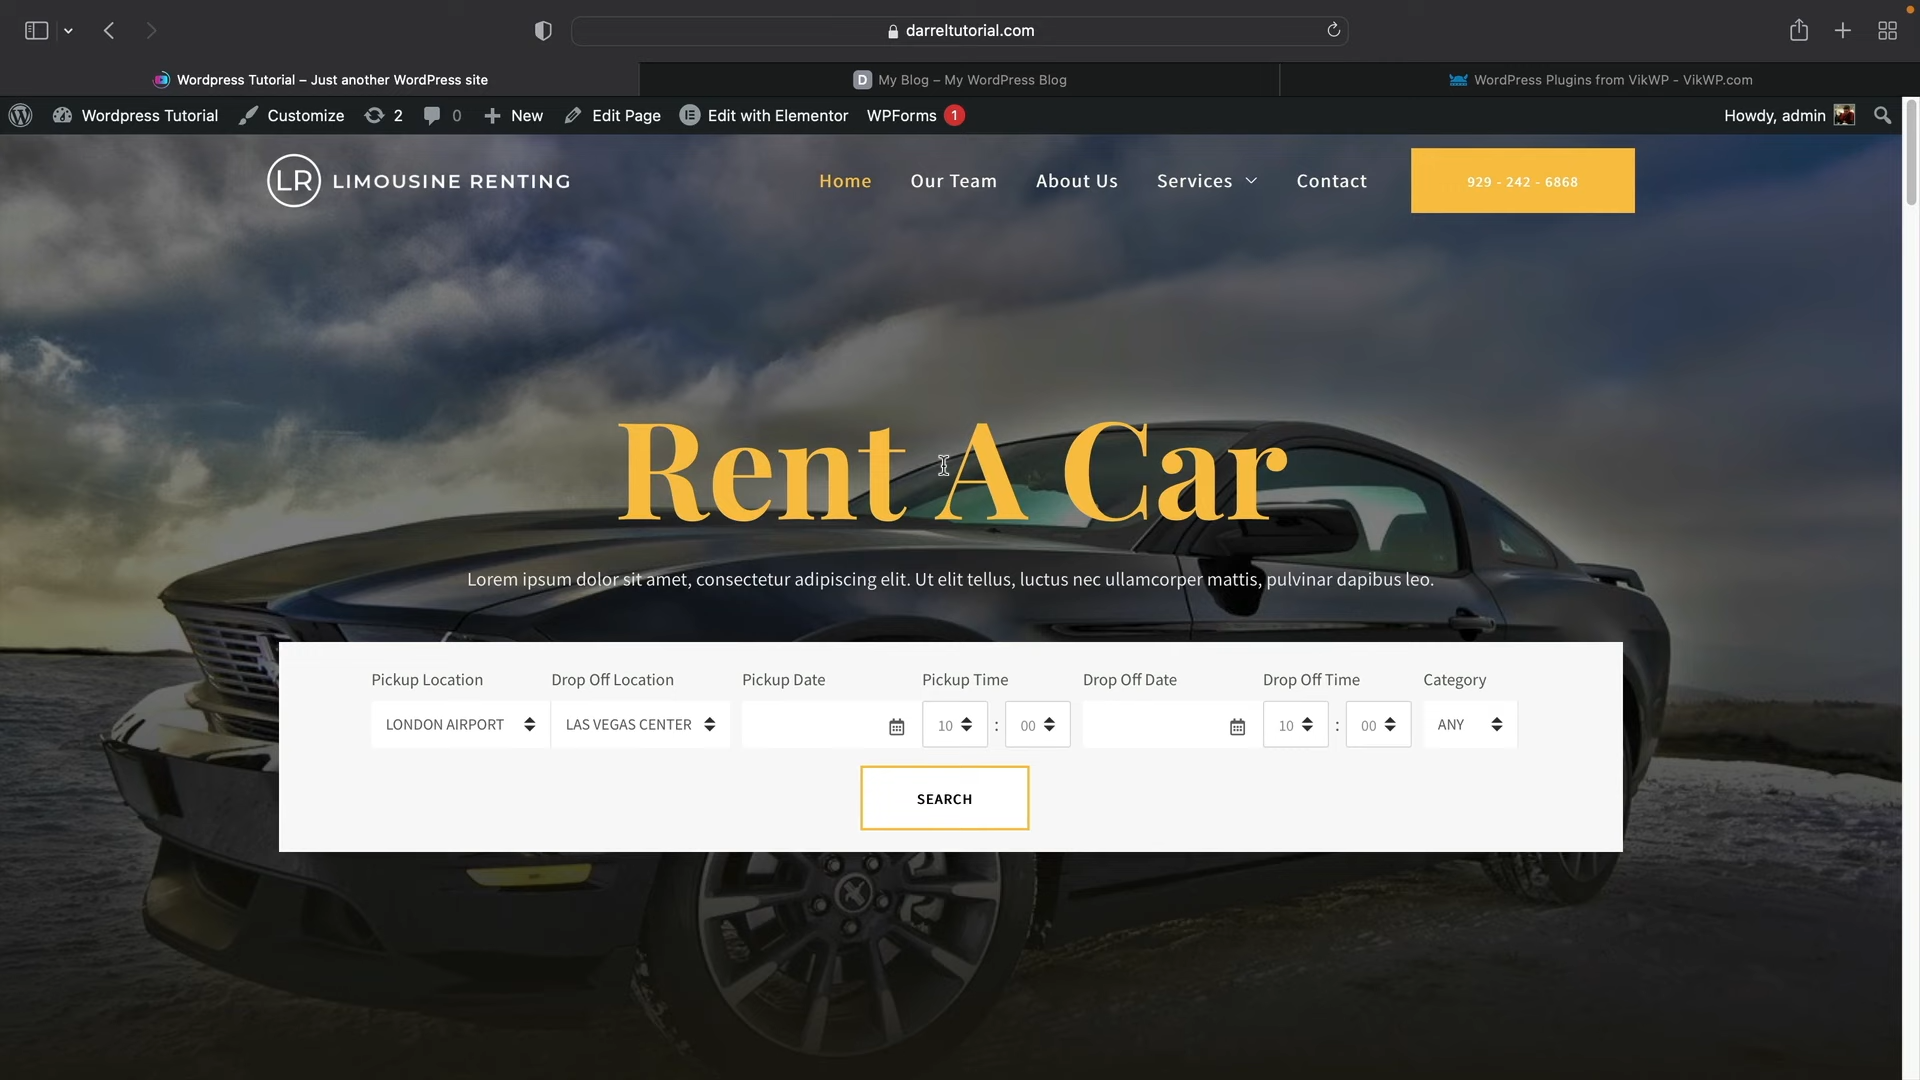 darreltutorial.com
Wordpress Tutorial – Just another WordPress site
D My Blog – My WordPress Blog
WordPress Plugins from VikWP - VikWP.com
Wordpress Tutorial Customize 2 0 New Edit Page Edit with Elementor WPForms 1 Howdy, admin
LR LIMOUSINE RENTING Home Our Team About Us Services Contact 929 - 242 - 6868
Rent A Car
Lorem ipsum dolor sit amet, consectetur adipiscing elit. Ut elit tellus, luctus nec ullamcorper mattis, pulvinar dapibus leo.
Pickup Location Drop Off Location Pickup Date Pickup Time Drop Off Date Drop Off Time Category
LONDON AIRPORT LAS VEGAS CENTER 10 : 00 10 : 00 ANY
SEARCH